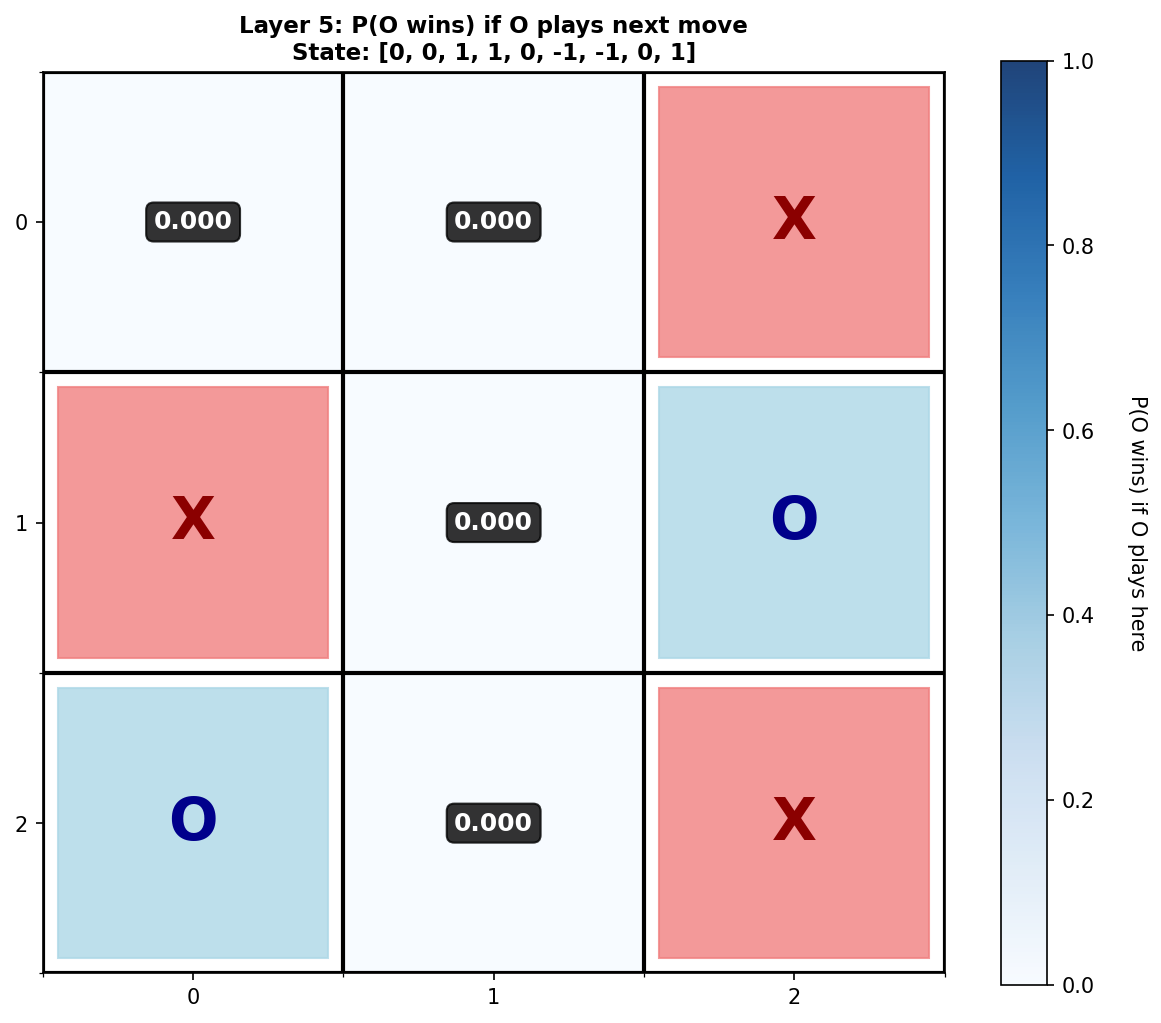 Layer 5: P(O wins) if O plays next move
State: [0, 0, 1, 1, 0, -1, -1, 0, 1]
0
0.000
0.000
X
1
X
0.000
O
2
O
0.000
X
0
1
2
1.0
0.8
0.6
0.4
0.2
0.0
P(O wins) if O plays here